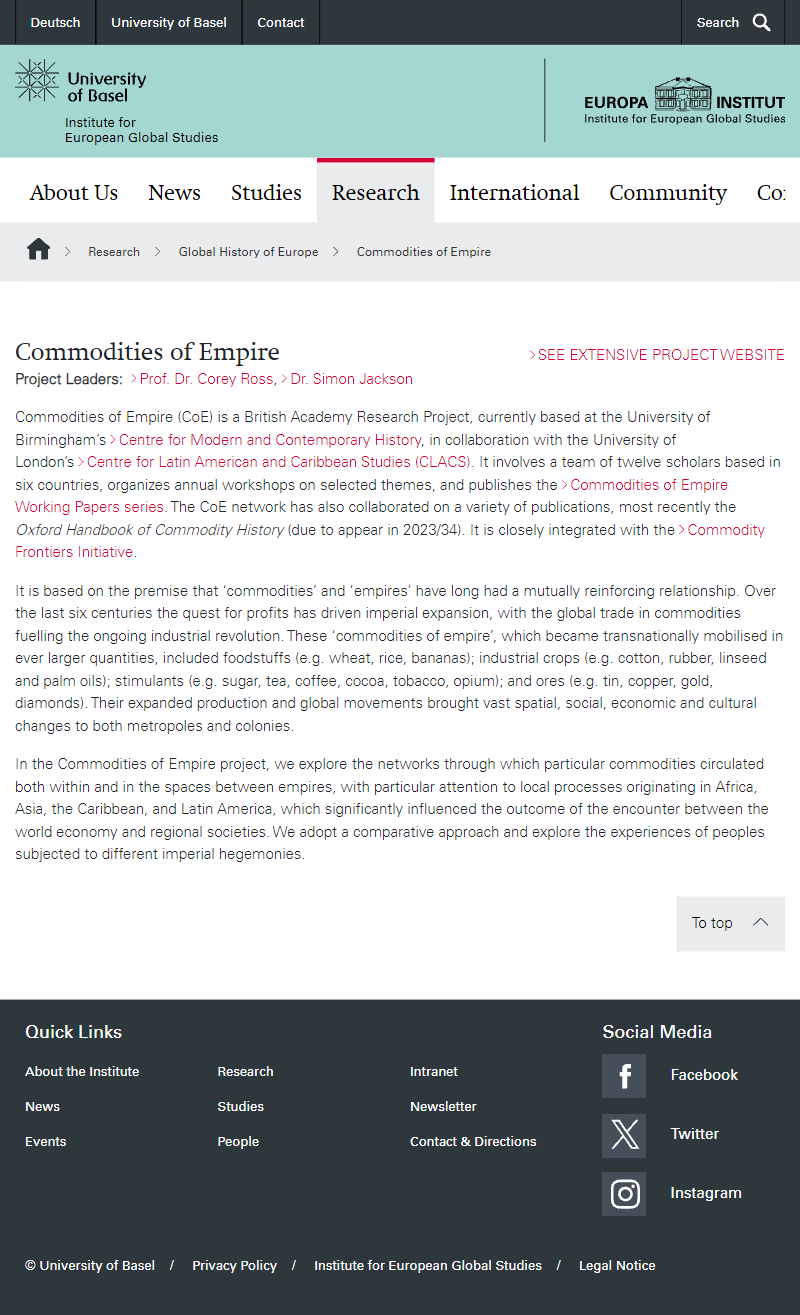 Deutsch
University of Basel
Contact
Search
University
of Basel
Institute for
European Global Studies
EUROPA INSTITUT
Institute for European Global Studies
About Us
News
Studies
Research
International
Community
Co
Research
Global History of Europe
Commodities of Empire
Commodities of Empire
SEE EXTENSIVE PROJECT WEBSITE
Project Leaders: Prof. Dr. Corey Ross, Dr. Simon Jackson
Commodities of Empire (CoE) is a British Academy Research Project, currently based at the University of
Birmingham’s Centre for Modern and Contemporary History, in collaboration with the University of
London’s Centre for Latin American and Caribbean Studies (CLACS). It involves a team of twelve scholars based in
six countries, organizes annual workshops on selected themes, and publishes the Commodities of Empire
Working Papers series. The CoE network has also collaborated on a variety of publications, most recently the
Oxford Handbook of Commodity History (due to appear in 2023/34). It is closely integrated with the Commodity
Frontiers Initiative.
It is based on the premise that ‘commodities’ and ‘empires’ have long had a mutually reinforcing relationship. Over
the last six centuries the quest for profits has driven imperial expansion, with the global trade in commodities
fuelling the ongoing industrial revolution. These ‘commodities of empire’, which became transnationally mobilised in
ever larger quantities, included foodstuffs (e.g. wheat, rice, bananas); industrial crops (e.g. cotton, rubber, linseed
and palm oils); stimulants (e.g. sugar, tea, coffee, cocoa, tobacco, opium); and ores (e.g. tin, copper, gold,
diamonds). Their expanded production and global movements brought vast spatial, social, economic and cultural
changes to both metropoles and colonies.
In the Commodities of Empire project, we explore the networks through which particular commodities circulated
both within and in the spaces between empires, with particular attention to local processes originating in Africa,
Asia, the Caribbean, and Latin America, which significantly influenced the outcome of the encounter between the
world economy and regional societies. We adopt a comparative approach and explore the experiences of peoples
subjected to different imperial hegemonies.
To top
Quick Links
About the Institute
News
Events
Research
Studies
People
Intranet
Newsletter
Contact & Directions
Social Media
Facebook
Twitter
Instagram
© University of Basel / Privacy Policy / Institute for European Global Studies / Legal Notice